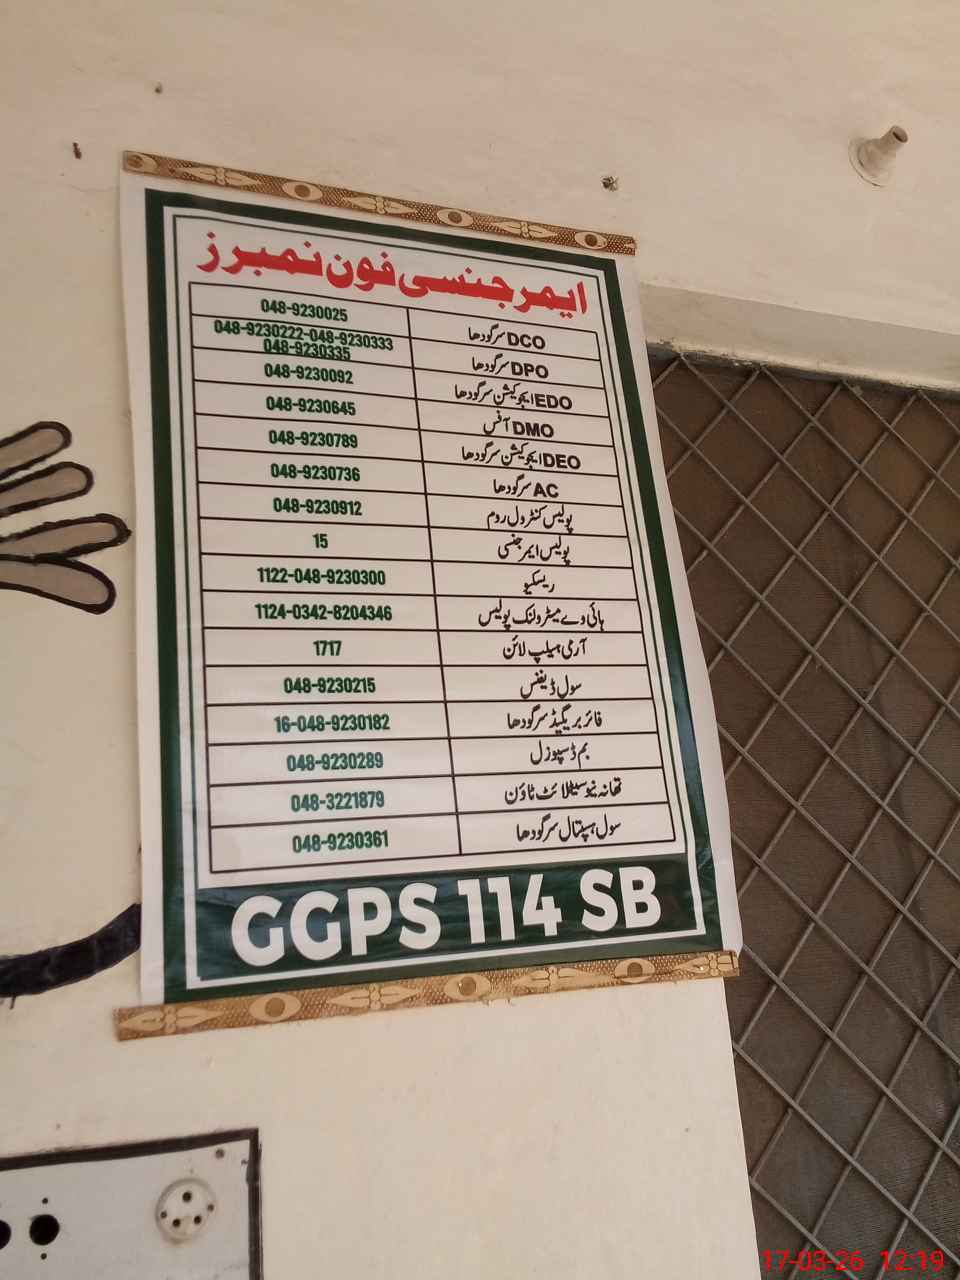 ایمرجنسی فون نمبرز
DCO سرگودھا 048-9230025
DPO سرگودھا 048-9230222-048-9230333
048-9230335
EDO ایجوکیشن سرگودھا 048-9230092
DMO آفس 048-9230645
DEO ایجوکیشن سرگودھا 048-9230789
AC سرگودھا 048-9230736
پولیس کنٹرول روم 048-9230912
پولیس ایمرجنسی 15
ریسکیو 1122-048-9230300
ہائی وے میٹرولنک پولیس 1124-0342-8204346
آرمی ہیلپ لائن 1717
سول ڈیفنس 048-9230215
فائر بریگیڈ سرگودھا 16-048-9230182
بم ڈسپوزل 048-9230289
تھانہ نیو سیٹلائٹ ٹاؤن 048-3221879
سول ہسپتال سرگودھا 048-9230361
GGPS 114 SB
17-03-26 12:19